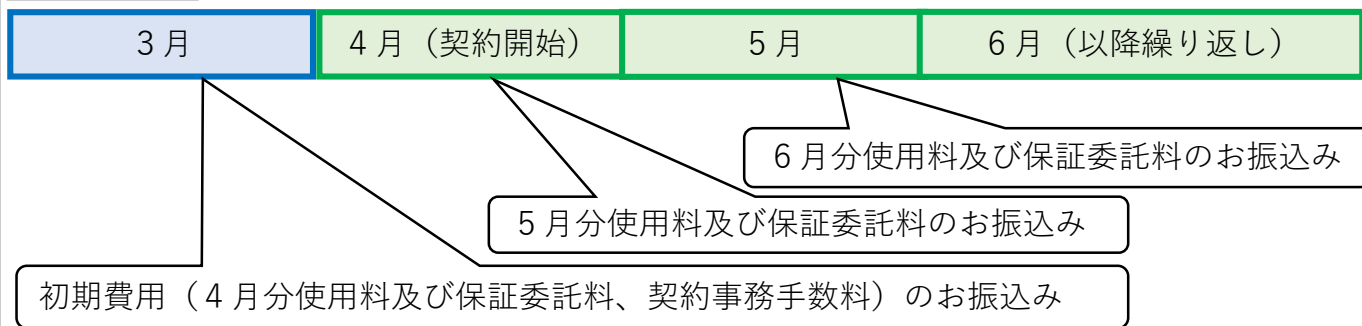 3月
4月（契約開始）
5月
6月（以降繰り返し）
6月分使用料及び保証委託料のお振込み
5月分使用料及び保証委託料のお振込み
初期費用（4月分使用料及び保証委託料、契約事務手数料）のお振込み